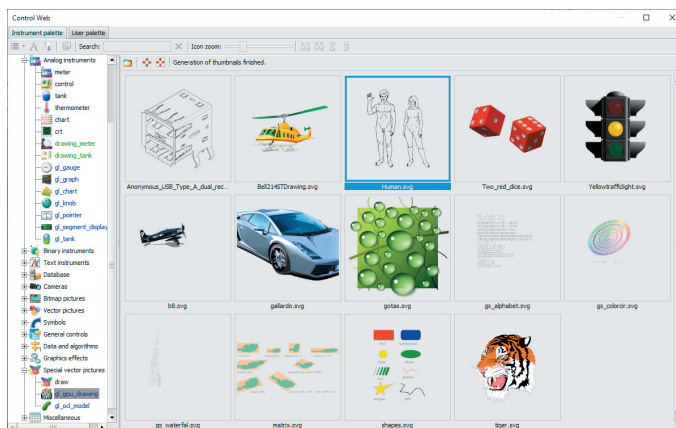 Control Web
Instrument palette User palette
Search: Icon zoom:
Generation of thumbnails finished.
Analog instruments
meter
control
tank
thermometer
chart
crt
drawing_meter
drawing_tank
gl_gauge
gl_graph
gl_chart
gl_knob
gl_pointer
gl_segment_display
gl_tank
Binary instruments
Text instruments
Database
Cameras
Bitmap pictures
Vector pictures
Symbols
General controls
Data and algorithms
Graphics effects
Special vector pictures
draw
gl_gpu_drawing
gl_ocl_model
Miscellaneous
Anonymous_USB_Type_A_dual_rec... Bell214STDrawing.svg Human.svg Two_red_dice.svg Yellowtrafficlight.svg
b8.svg gallardo.svg gotas.svg gs_alphabet.svg gs_colorcir.svg
gs_waterfal.svg matrix.svg shapes.svg tiger.svg